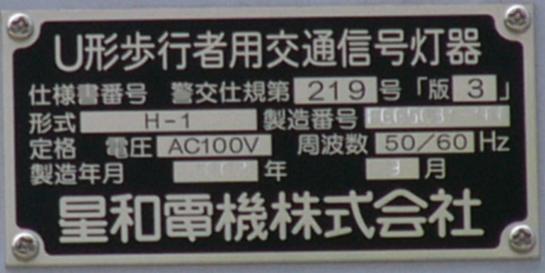 U形歩行者用交通信号灯器
仕様書番号 警交仕規第 219 号「版 3 」
形式 H-1 製造番号
定格 電圧 AC100V 周波数 50/60 Hz
製造年月 年 月
星和電機株式会社